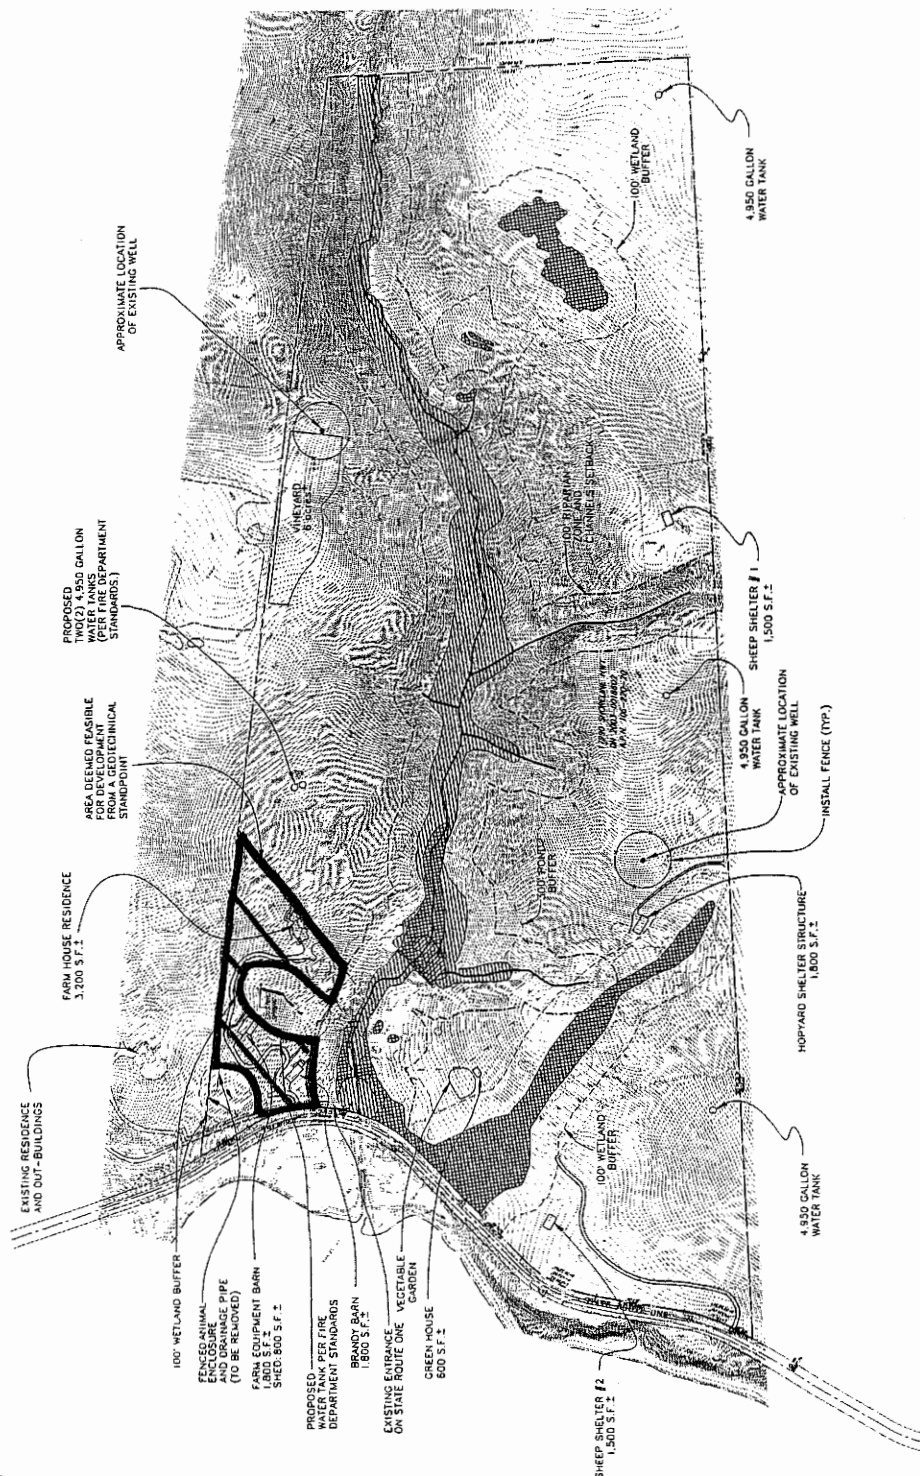 EXISTING RESIDENCE
AND OUT-BUILDINGS
FARM HOUSE RESIDENCE
3,200 S.F.±
AREA DEEMED FEASIBLE
FOR DEVELOPMENT
FROM A GEOTECHNICAL
STANDPOINT
PROPOSED
TWO(2) 4,950 GALLON
WATER TANKS
(PER FIRE DEPARTMENT
STANDARDS.)
APPROXIMATE LOCATION
OF EXISTING WELL
VINEYARD
100' WETLAND
BUFFER
4,950 GALLON
WATER TANK
100' RIPARIAN
ZONE AND
CHANNELS SETBACK
100' POND
BUFFER
100' WETLAND
BUFFER
100' WETLAND BUFFER
FENCED ANIMAL
ENCLOSURE
AND DRAINAGE PIPE
(TO BE REMOVED)
FARM EQUIPMENT BARN
1,800 S.F.±
SHED: 800 S.F.±
PROPOSED
WATER TANK PER FIRE
DEPARTMENT STANDARDS
BRANDY BARN
1,800 S.F.±
EXISTING ENTRANCE
ON STATE ROUTE ONE
VEGETABLE
GARDEN
GREEN HOUSE
600 S.F.±
SHEEP SHELTER #2
1,500 S.F.±
4,950 GALLON
WATER TANK
HOPYARD SHELTER STRUCTURE
1,800 S.F.±
INSTALL FENCE (TYP.)
APPROXIMATE LOCATION
OF EXISTING WELL
4,950 GALLON
WATER TANK
SHEEP SHELTER #1
1,500 S.F.±